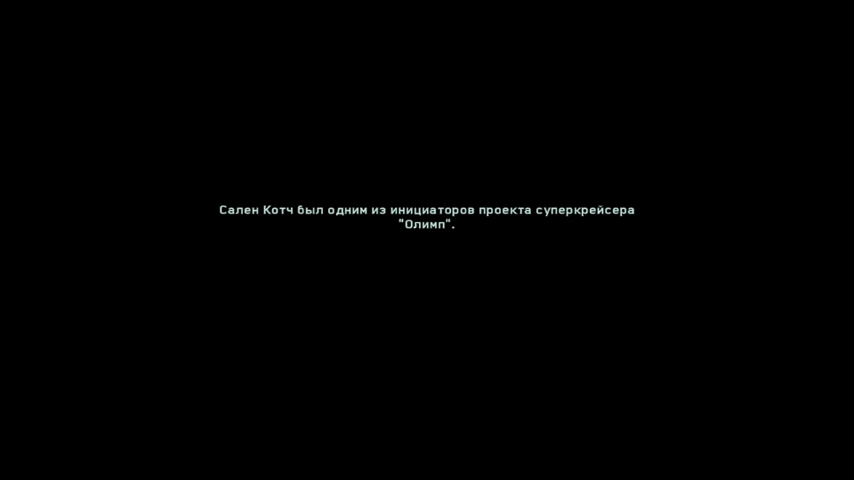 Сален Котч был одним из инициаторов проекта суперкрейсера
"Олимп".